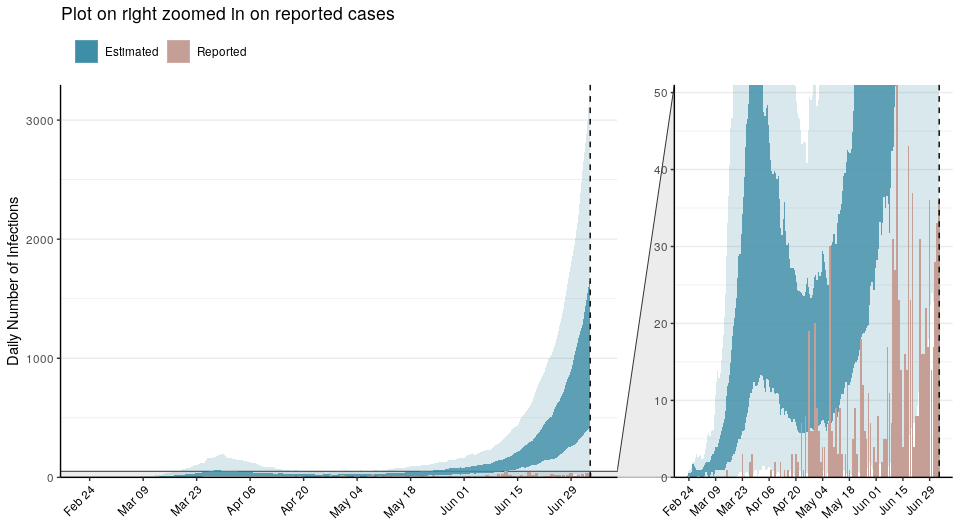 Plot on right zoomed in on reported cases
Estimated
Reported
Daily Number of Infections
3000
2000
1000
0
Feb 24
Mar 09
Mar 23
Apr 06
Apr 20
May 04
May 18
Jun 01
Jun 15
Jun 29
50
40
30
20
10
0
Feb 24
Mar 09
Mar 23
Apr 06
Apr 20
May 04
May 18
Jun 01
Jun 15
Jun 29